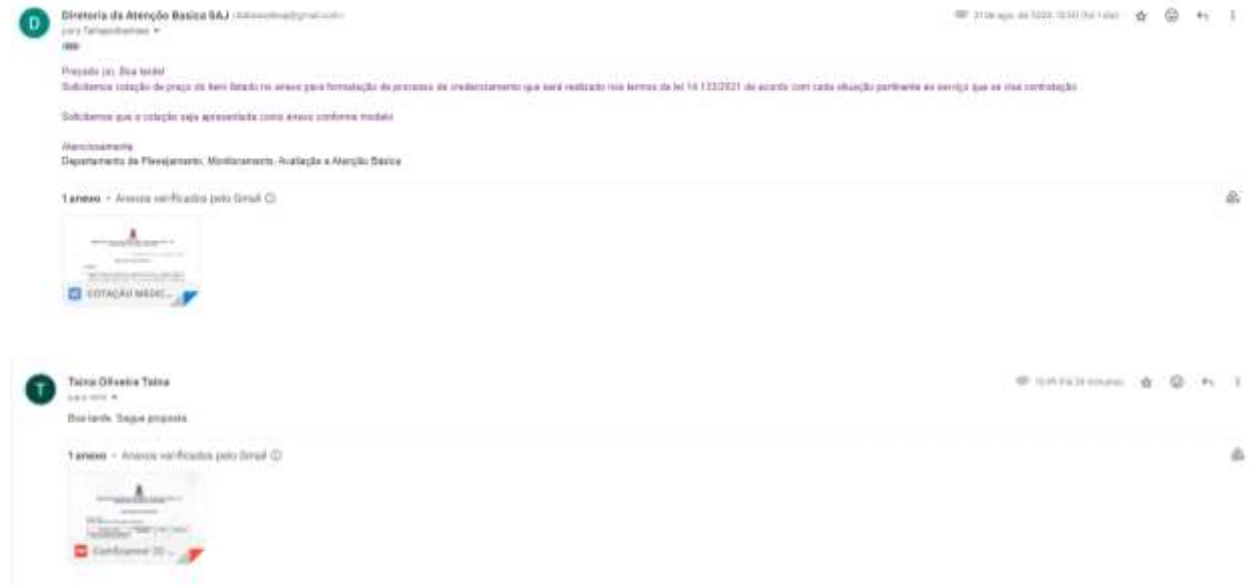 D
Diretoria da Atenção Basica SAJ
para
Prezado (a), Boa tarde!
Solicitamos cotação de preço do item listado no anexo para formalização de processo de credenciamento que será realizado nos termos da lei 14.133/2021 de acordo com cada situação pertinente ao serviço que se visa contratação.
Solicitamos que a cotação seja apresentada como anexo conforme modelo
Atenciosamente
Departamento de Planejamento, Monitoramento, Avaliação e Atenção Básica
1 anexo • Anexos verificados pelo Gmail
COTAÇÃO MEDIC...
T
Taina Oliveira Taina
para mim
Boa tarde. Segue proposta
1 anexo • Anexos verificados pelo Gmail
CamScanner